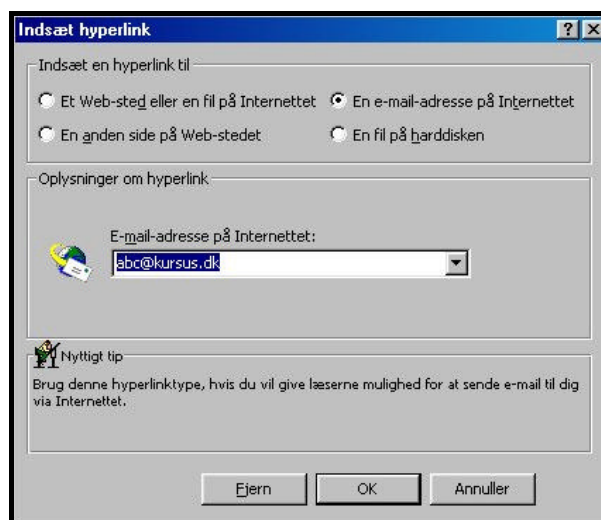 Indsæt hyperlink
Indsæt en hyperlink til
Et Web-sted eller en fil på Internettet
En e-mail-adresse på Internettet
En anden side på Web-stedet
En fil på harddisken
Oplysninger om hyperlink
E-mail-adresse på Internettet:
abc@kursus.dk
Nyttigt tip
Brug denne hyperlinktype, hvis du vil give læserne mulighed for at sende e-mail til dig
via Internettet.
Fjern
OK
Annuller